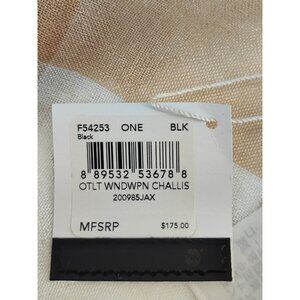 F54253 ONE BLK
Black
8 89532 53678 8
OTLT WNDWPN CHALLIS
200985JAX
MFSRP $175.00